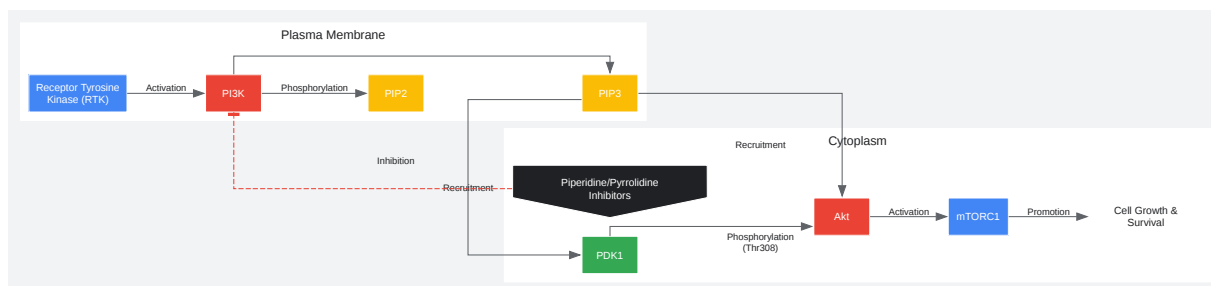 Plasma Membrane
Receptor Tyrosine
Kinase (RTK)
Activation
PI3K
Phosphorylation
PIP2
PIP3
Cytoplasm
Recruitment
Inhibition
Recruitment
Piperidine/Pyrrolidine
Inhibitors
Akt
Activation
mTORC1
Promotion
Cell Growth &
Survival
Phosphorylation
(Thr308)
PDK1